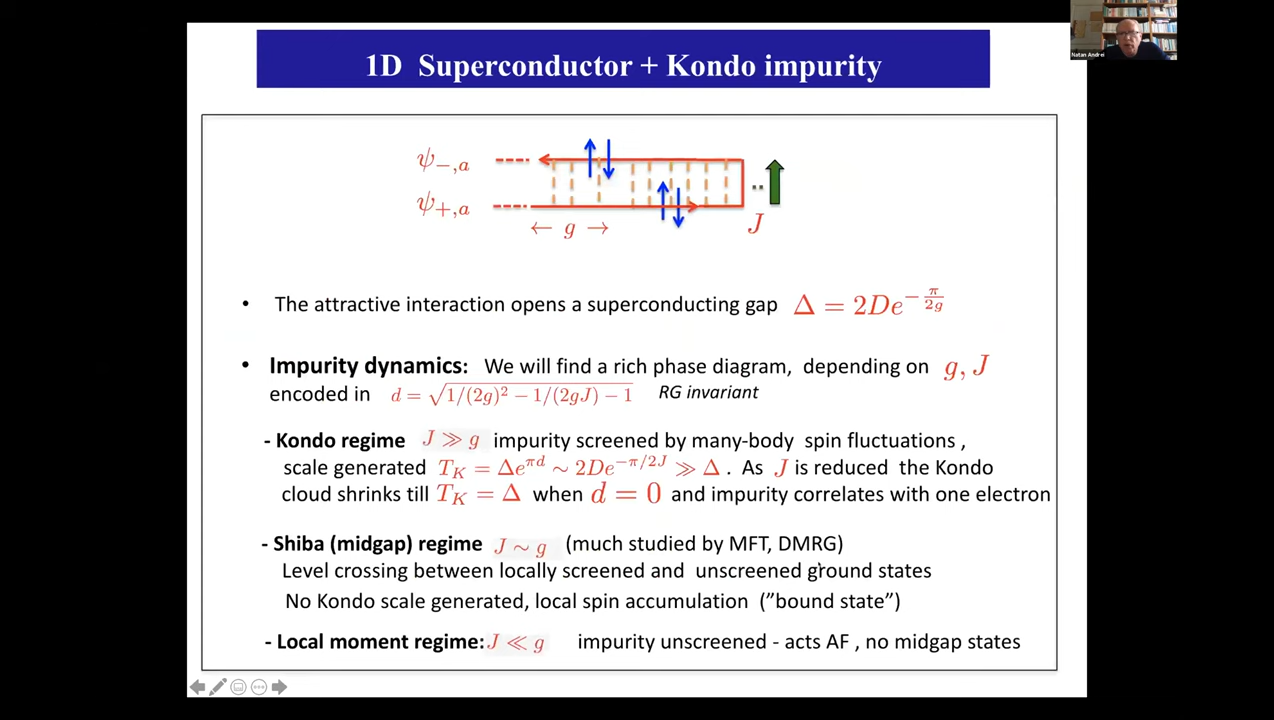 Natan Andrei
1D Superconductor + Kondo impurity
ψ₋,ₐ
ψ₊,ₐ
← g →
J
• The attractive interaction opens a superconducting gap Δ = 2De^{−π/2g}
• Impurity dynamics: We will find a rich phase diagram, depending on g, J
encoded in d = √(1/(2g)² − 1/(2gJ) − 1) RG invariant
- Kondo regime J ≫ g impurity screened by many-body spin fluctuations ,
scale generated T_K = Δe^{πd} ∼ 2De^{−π/2J} ≫ Δ . As J is reduced the Kondo
cloud shrinks till T_K = Δ when d = 0 and impurity correlates with one electron
- Shiba (midgap) regime J ∼ g (much studied by MFT, DMRG)
Level crossing between locally screened and unscreened ground states
No Kondo scale generated, local spin accumulation (”bound state”)
- Local moment regime: J ≪ g impurity unscreened - acts AF , no midgap states